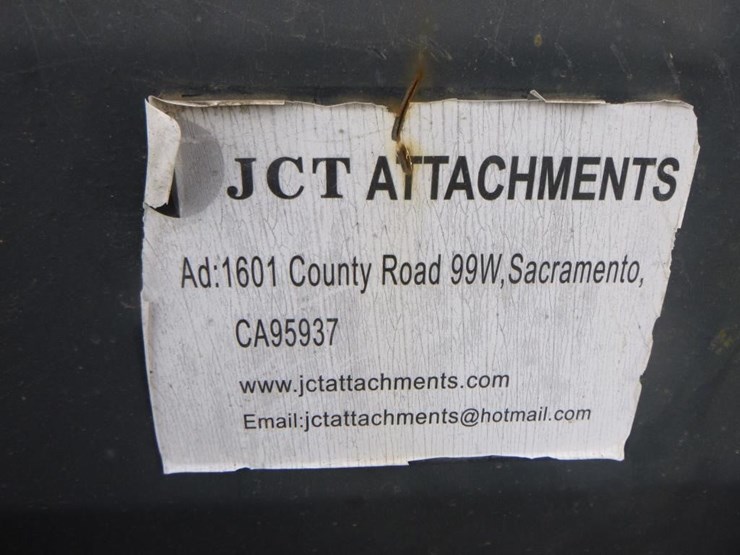 JCT ATTACHMENTS
Ad:1601 County Road 99W,Sacramento,
CA95937
www.jctattachments.com
Email:jctattachments@hotmail.com